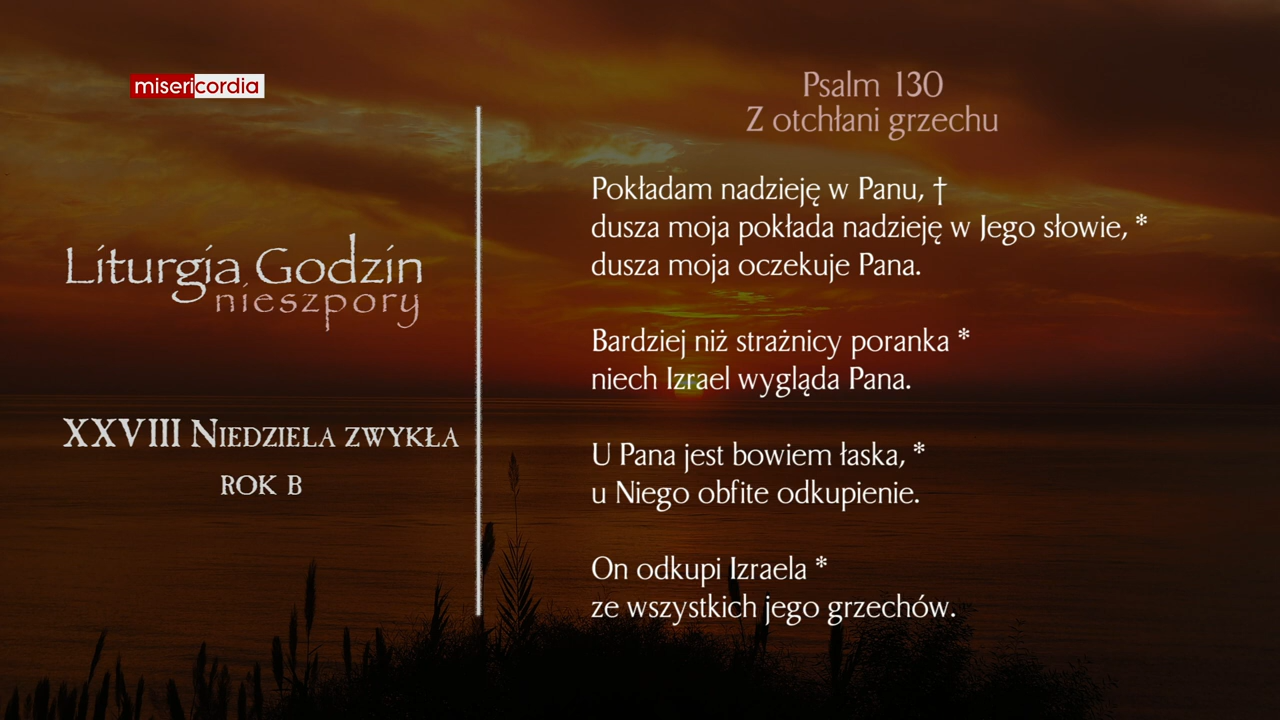 misericordia
Liturgia Godzin
nieszpory
XXVIII Niedziela zwykła
rok B
Psalm 130
Z otchłani grzechu
Pokładam nadzieję w Panu, †
dusza moja pokłada nadzieję w Jego słowie, *
dusza moja oczekuje Pana.
Bardziej niż strażnicy poranka *
niech Izrael wygląda Pana.
U Pana jest bowiem łaska, *
u Niego obfite odkupienie.
On odkupi Izraela *
ze wszystkich jego grzechów.